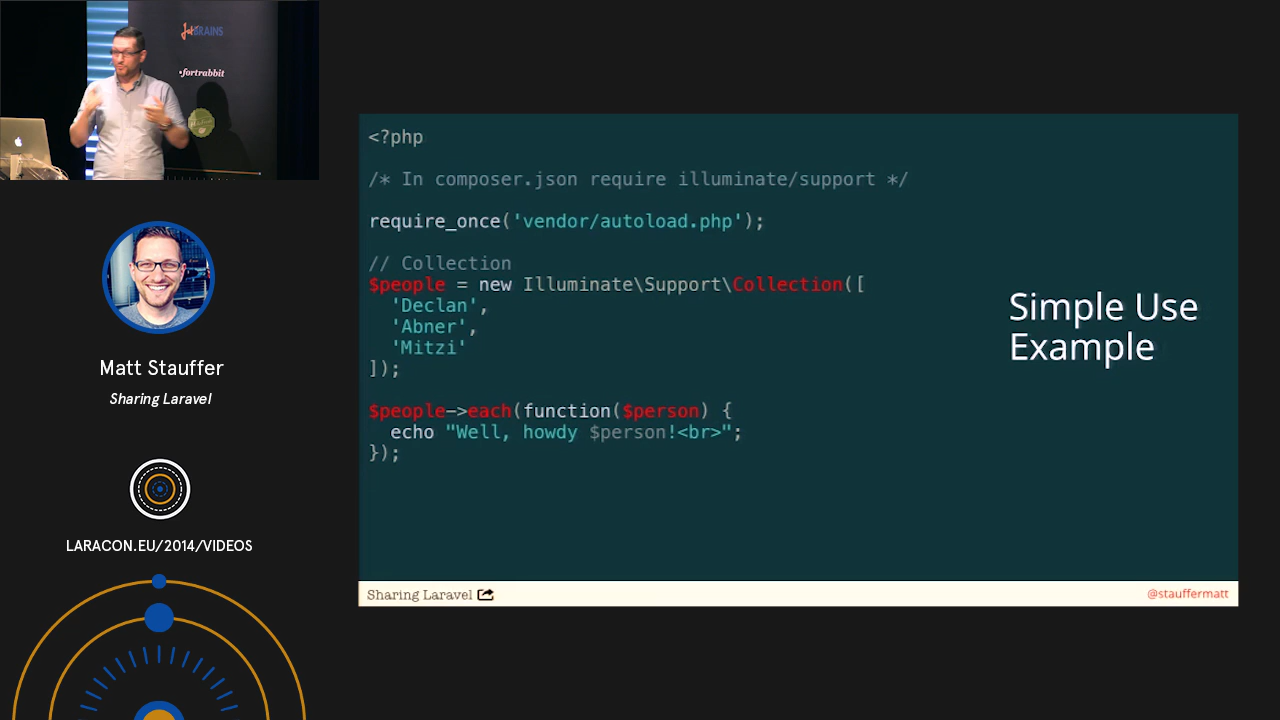 JetBRAINS
fortrabbit
Matt Stauffer
Sharing Laravel
LARACON.EU/2014/VIDEOS
<?php
/* In composer.json require illuminate/support */
require_once('vendor/autoload.php');
// Collection
$people = new Illuminate\Support\Collection([
'Declan',
'Abner',
'Mitzi'
]);
$people->each(function($person) {
echo "Well, howdy $person!<br>";
});
Simple Use
Example
Sharing Laravel
@stauffermatt